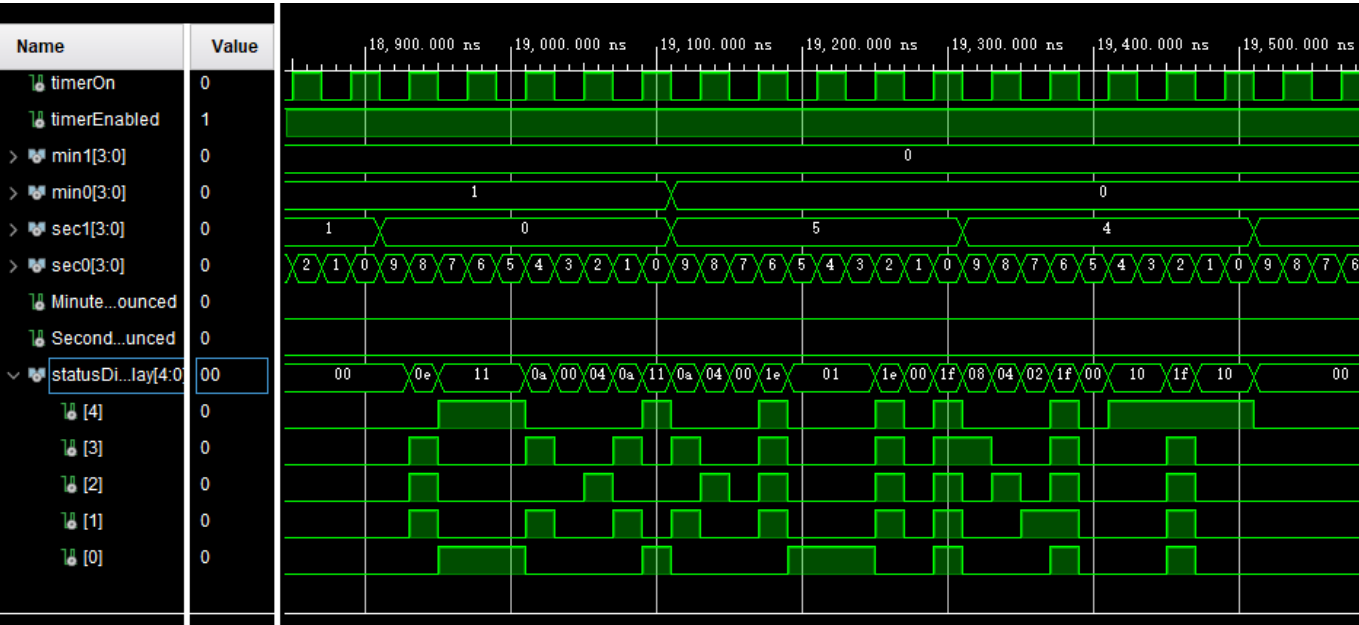 Name Value
18,900.000 ns 19,000.000 ns 19,100.000 ns 19,200.000 ns 19,300.000 ns 19,400.000 ns 19,500.000 ns
timerOn 0
timerEnabled 1
min1[3:0] 0 0
min0[3:0] 0 1 0
sec1[3:0] 0 1 0 5 4
sec0[3:0] 0 2 1 0 9 8 7 6 5 4 3 2 1 0 9 8 7 6 5 4 3 2 1 0 9 8 7 6 5 4 3 2 1 0 9 8 7 6
Minute...ounced 0
Second...unced 0
statusDi...lay[4:0] 00 00 0e 11 0a 00 04 0a 11 0a 04 00 1e 01 1e 00 1f 08 04 02 1f 00 10 1f 10 00
[4] 0
[3] 0
[2] 0
[1] 0
[0] 0